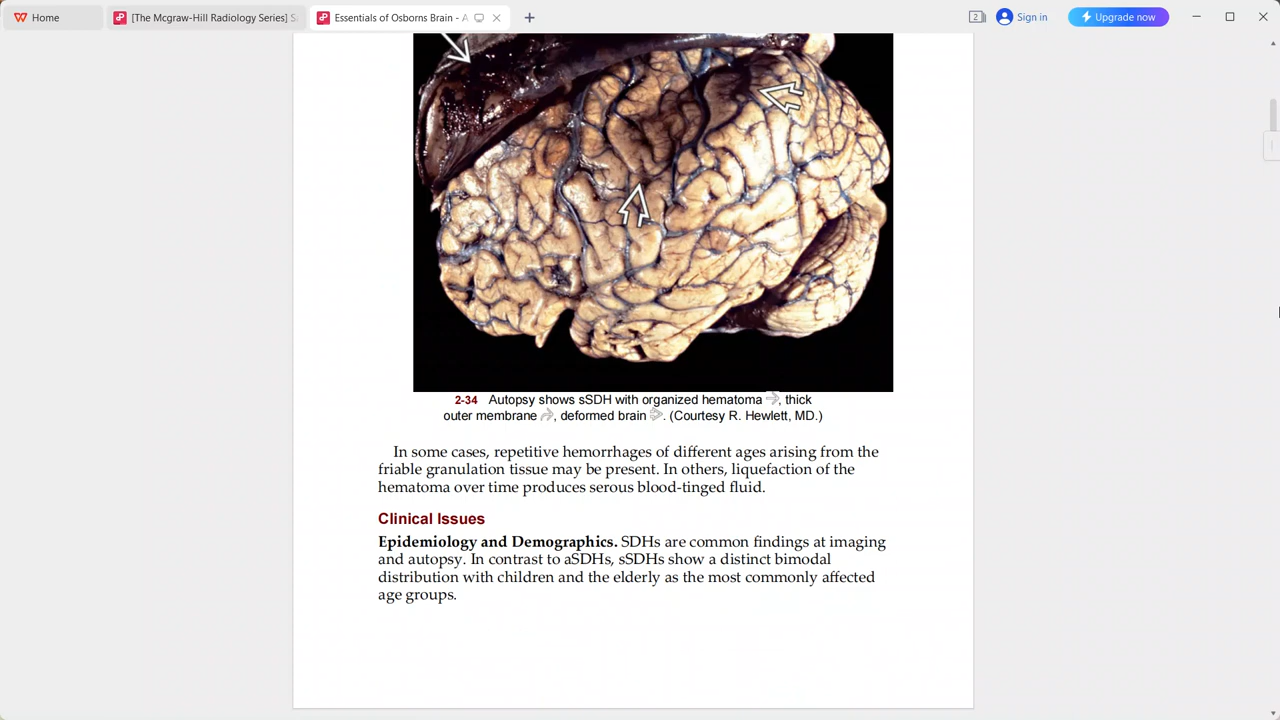 Home
[The Mcgraw-Hill Radiology Series] S
Essentials of Osborns Brain - A
2
Sign in
Upgrade now
2-34 Autopsy shows sSDH with organized hematoma , thick
outer membrane , deformed brain . (Courtesy R. Hewlett, MD.)
In some cases, repetitive hemorrhages of different ages arising from the
friable granulation tissue may be present. In others, liquefaction of the
hematoma over time produces serous blood-tinged fluid.
Clinical Issues
Epidemiology and Demographics. SDHs are common findings at imaging
and autopsy. In contrast to aSDHs, sSDHs show a distinct bimodal
distribution with children and the elderly as the most commonly affected
age groups.